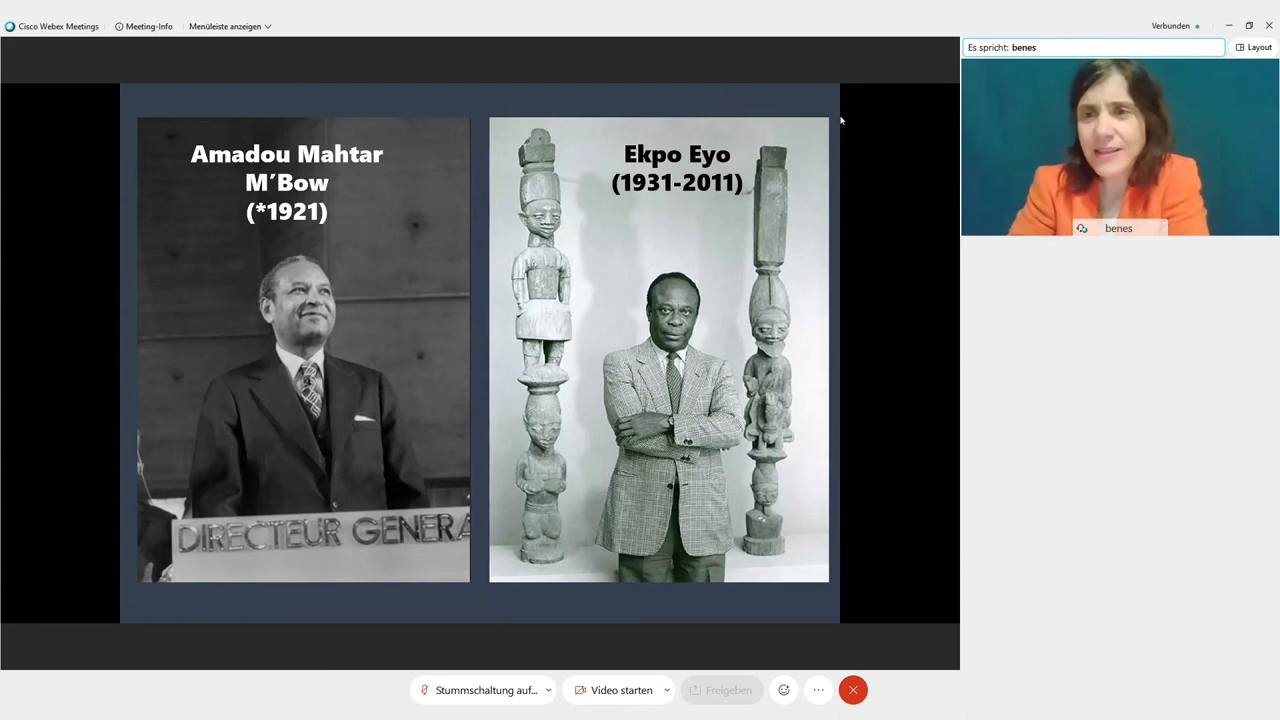 Cisco Webex Meetings
Meeting-Info
Menüleiste anzeigen
Verbunden
Es spricht: benes
Layout
Amadou Mahtar
M’Bow
(*1921)
DIRECTEUR GENERA
Ekpo Eyo
(1931-2011)
benes
Stummschaltung auf...
Video starten
Freigeben